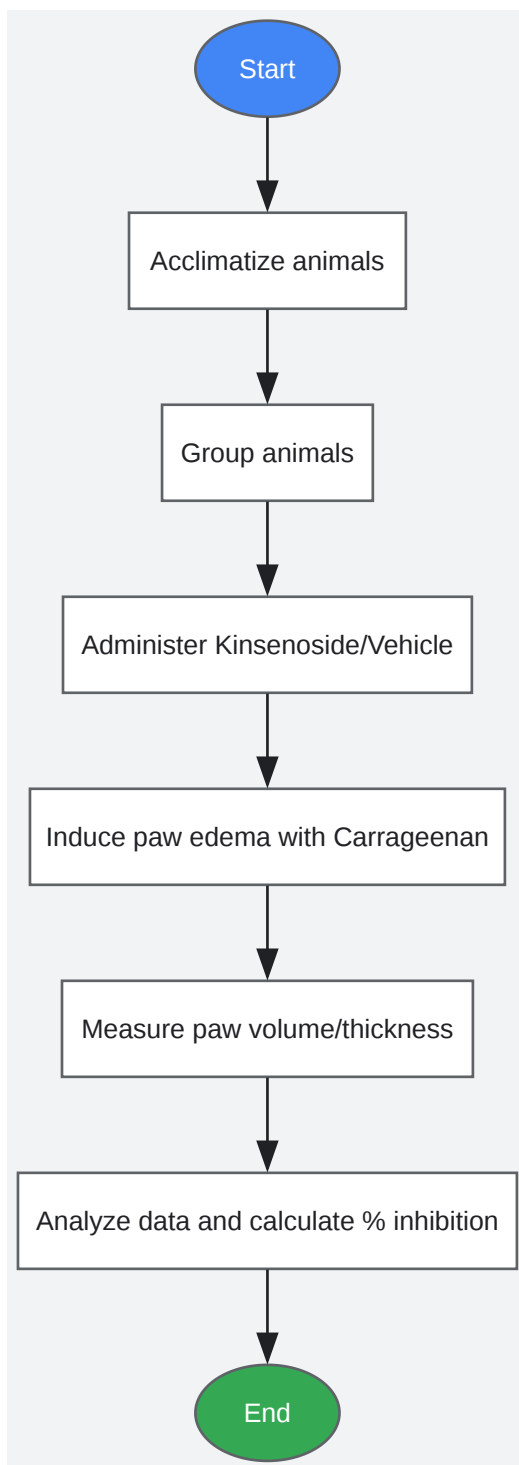 Start
Acclimatize animals
Group animals
Administer Kinsenoside/Vehicle
Induce paw edema with Carrageenan
Measure paw volume/thickness
Analyze data and calculate % inhibition
End